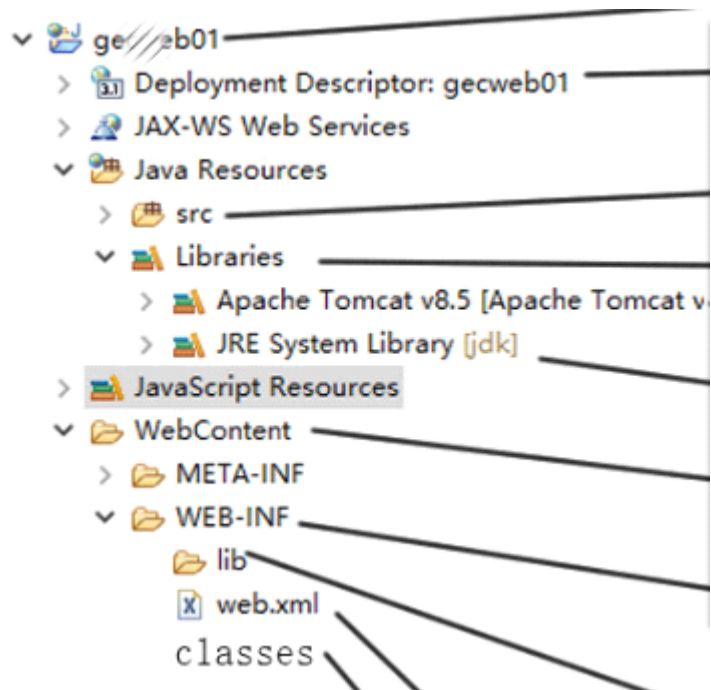 Deployment Descriptor: gecweb01
JAX-WS Web Services
Java Resources
src
Libraries
Apache Tomcat v8.5 [Apache Tomcat
JRE System Library [jdk]
JavaScript Resources
WebContent
META-INF
WEB-INF
lib
web.xml
classes